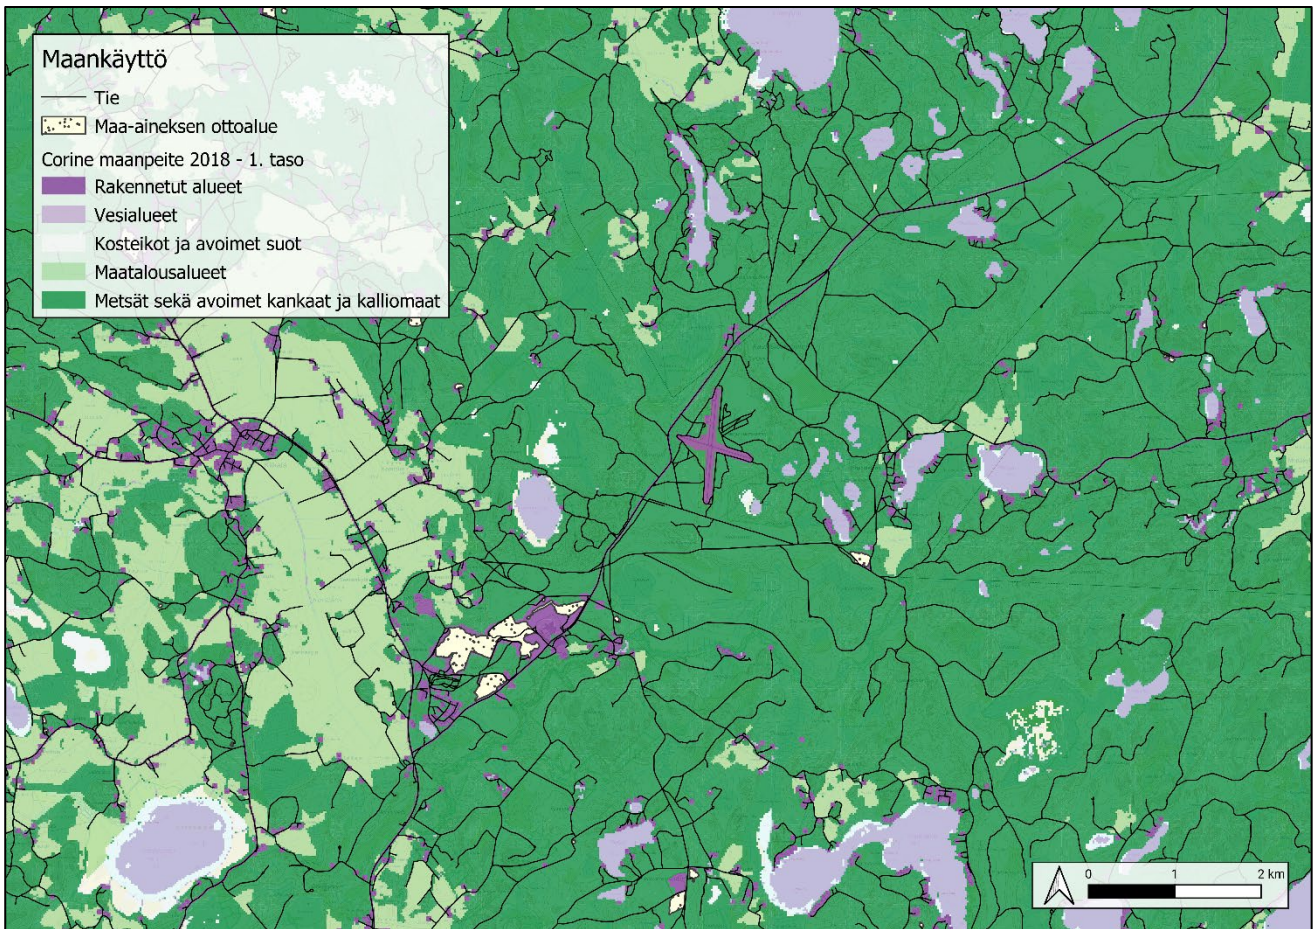 Maankäyttö
Tie
Maa-aineksen ottoalue
Corine maanpeite 2018 - 1. taso
Rakennetut alueet
Vesialueet
Kosteikot ja avoimet suot
Maatalousalueet
Metsät sekä avoimet kankaat ja kalliomaat
0 1 2 km